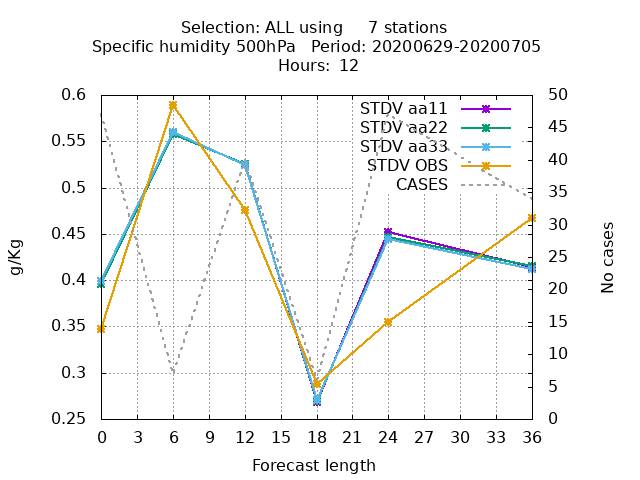 Selection: ALL using 7 stations
Specific humidity 500hPa Period: 20200629-20200705
Hours: 12
STDV aa11
STDV aa22
STDV aa33
STDV OBS
CASES
0.6
0.55
0.5
0.45
0.4
0.35
0.3
0.25
g/Kg
50
45
40
35
30
25
20
15
10
5
0
No cases
0 3 6 9 12 15 18 21 24 27 30 33 36
Forecast length